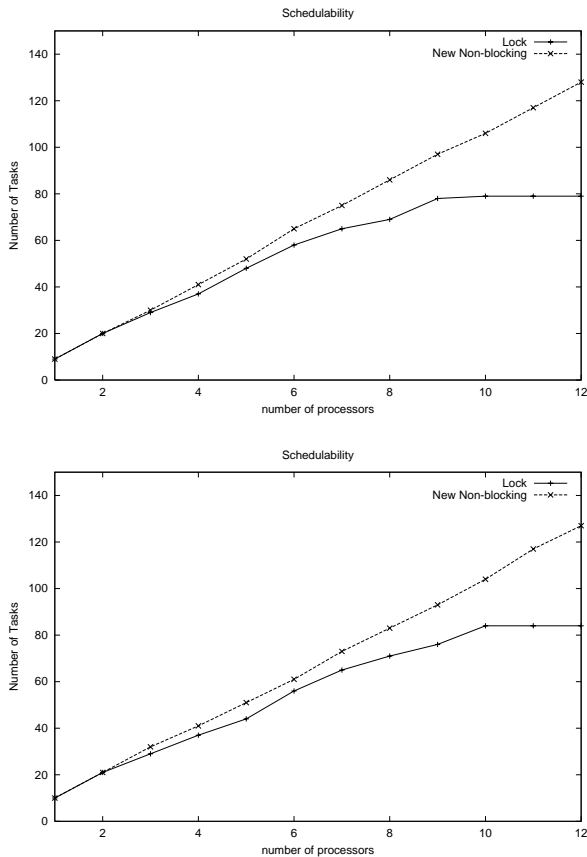 Schedulability
Lock
New Non-blocking
140
120
100
80
60
40
20
0
Number of Tasks
2
4
6
8
10
12
number of processors
Schedulability
Lock
New Non-blocking
140
120
100
80
60
40
20
0
Number of Tasks
2
4
6
8
10
12
number of processors